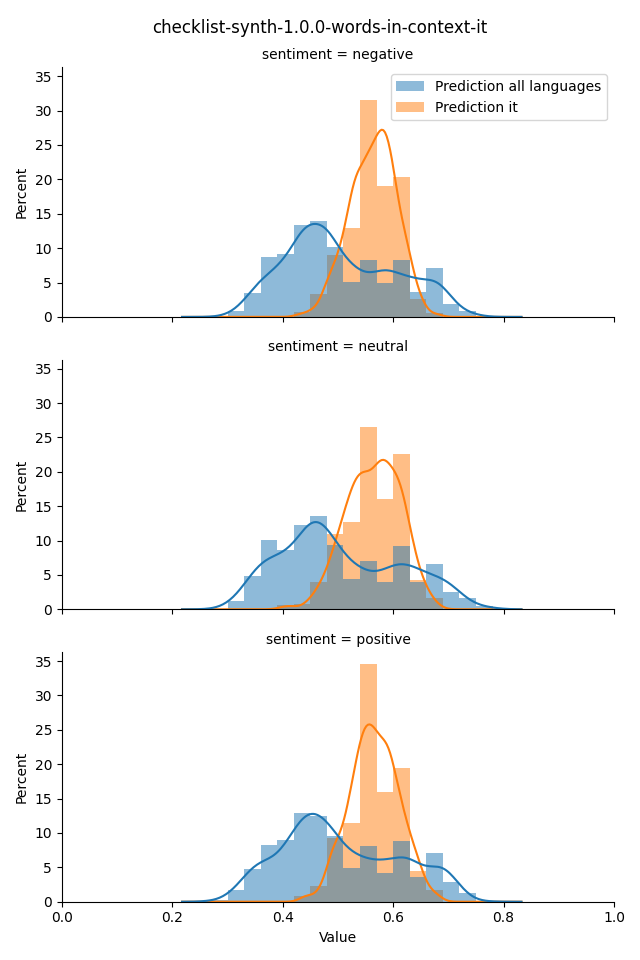 checklist-synth-1.0.0-words-in-context-it
sentiment = negative
Prediction all languages
Prediction it
Percent
35
30
25
20
15
10
5
0
sentiment = neutral
Percent
35
30
25
20
15
10
5
0
sentiment = positive
Percent
35
30
25
20
15
10
5
0
0.0 0.2 0.4 0.6 0.8 1.0
Value